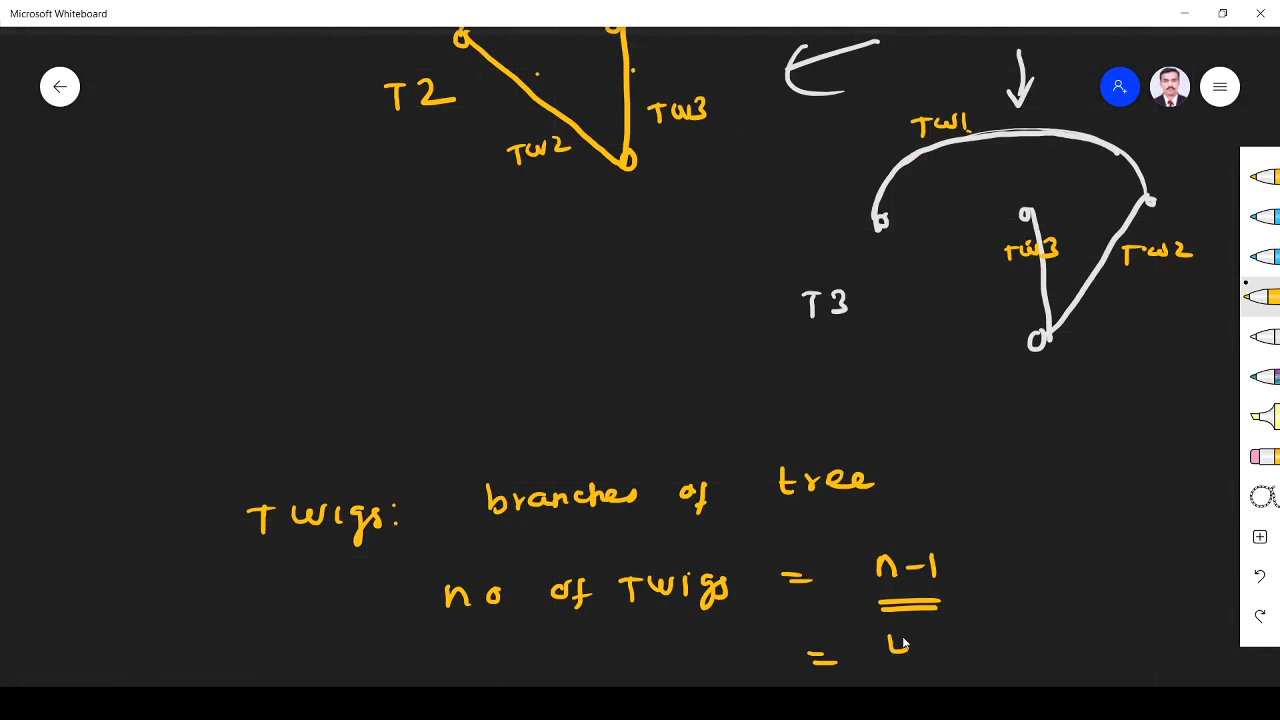 Microsoft Whiteboard
T2
Tw2
Tw3
Tw1
Tw3
Tw2
T3
Twigs: branches of tree
no of Twigs = n-1
=